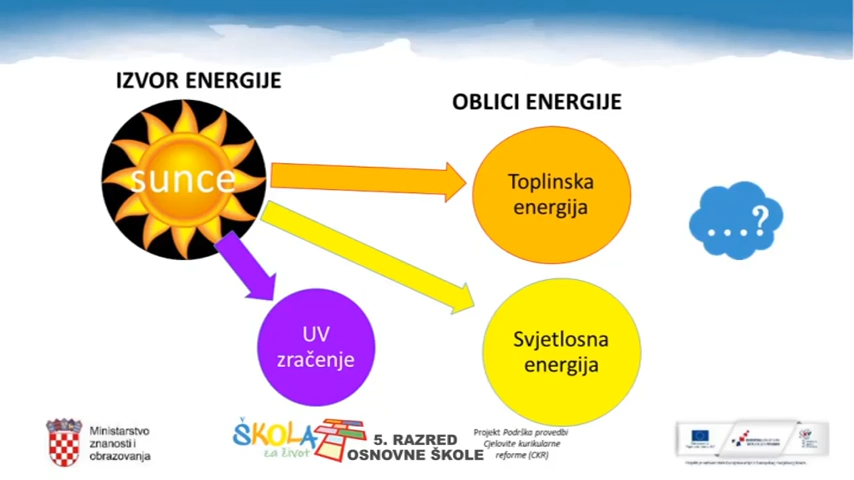 IZVOR ENERGIJE
OBLICI ENERGIJE
sunce
Toplinska
energija
...?
UV
zračenje
Svjetlosna
energija
Ministarstvo
znanosti i
obrazovanja
ŠKOLA
za život
5. RAZRED
OSNOVNE ŠKOLE
Projekt Podrška provedbi
Cjelovite kurikularne
reforme (CKR)